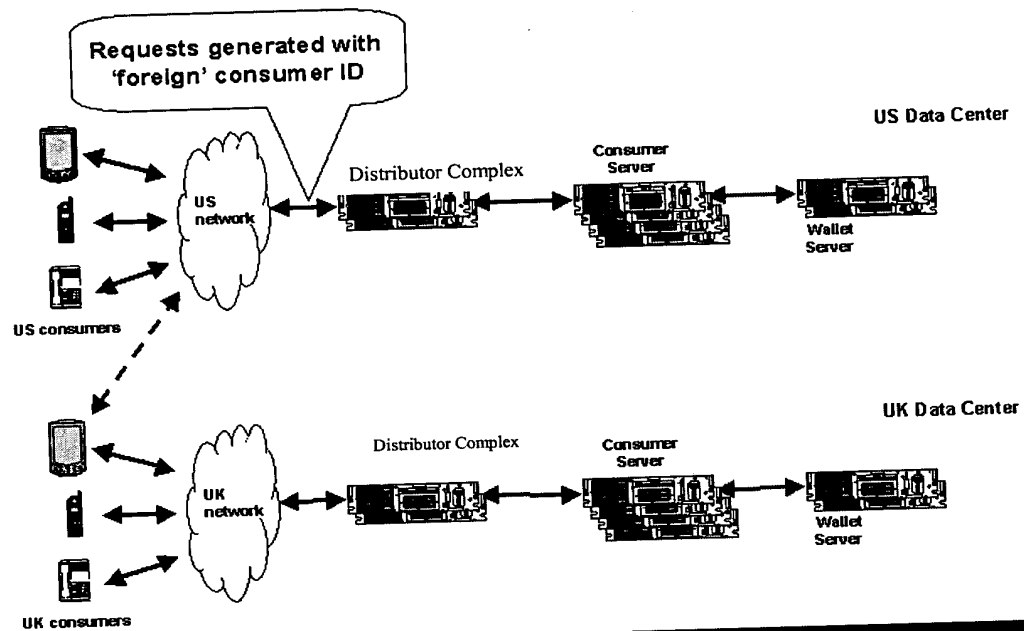 Requests generated with
'foreign' consumer ID
US Data Center
Consumer
Server
Distributor Complex
US
network
Wallet
Server
US consumers
UK Data Center
Consumer
Server
Distributor Complex
UK
network
Wallet
Server
UK consumers